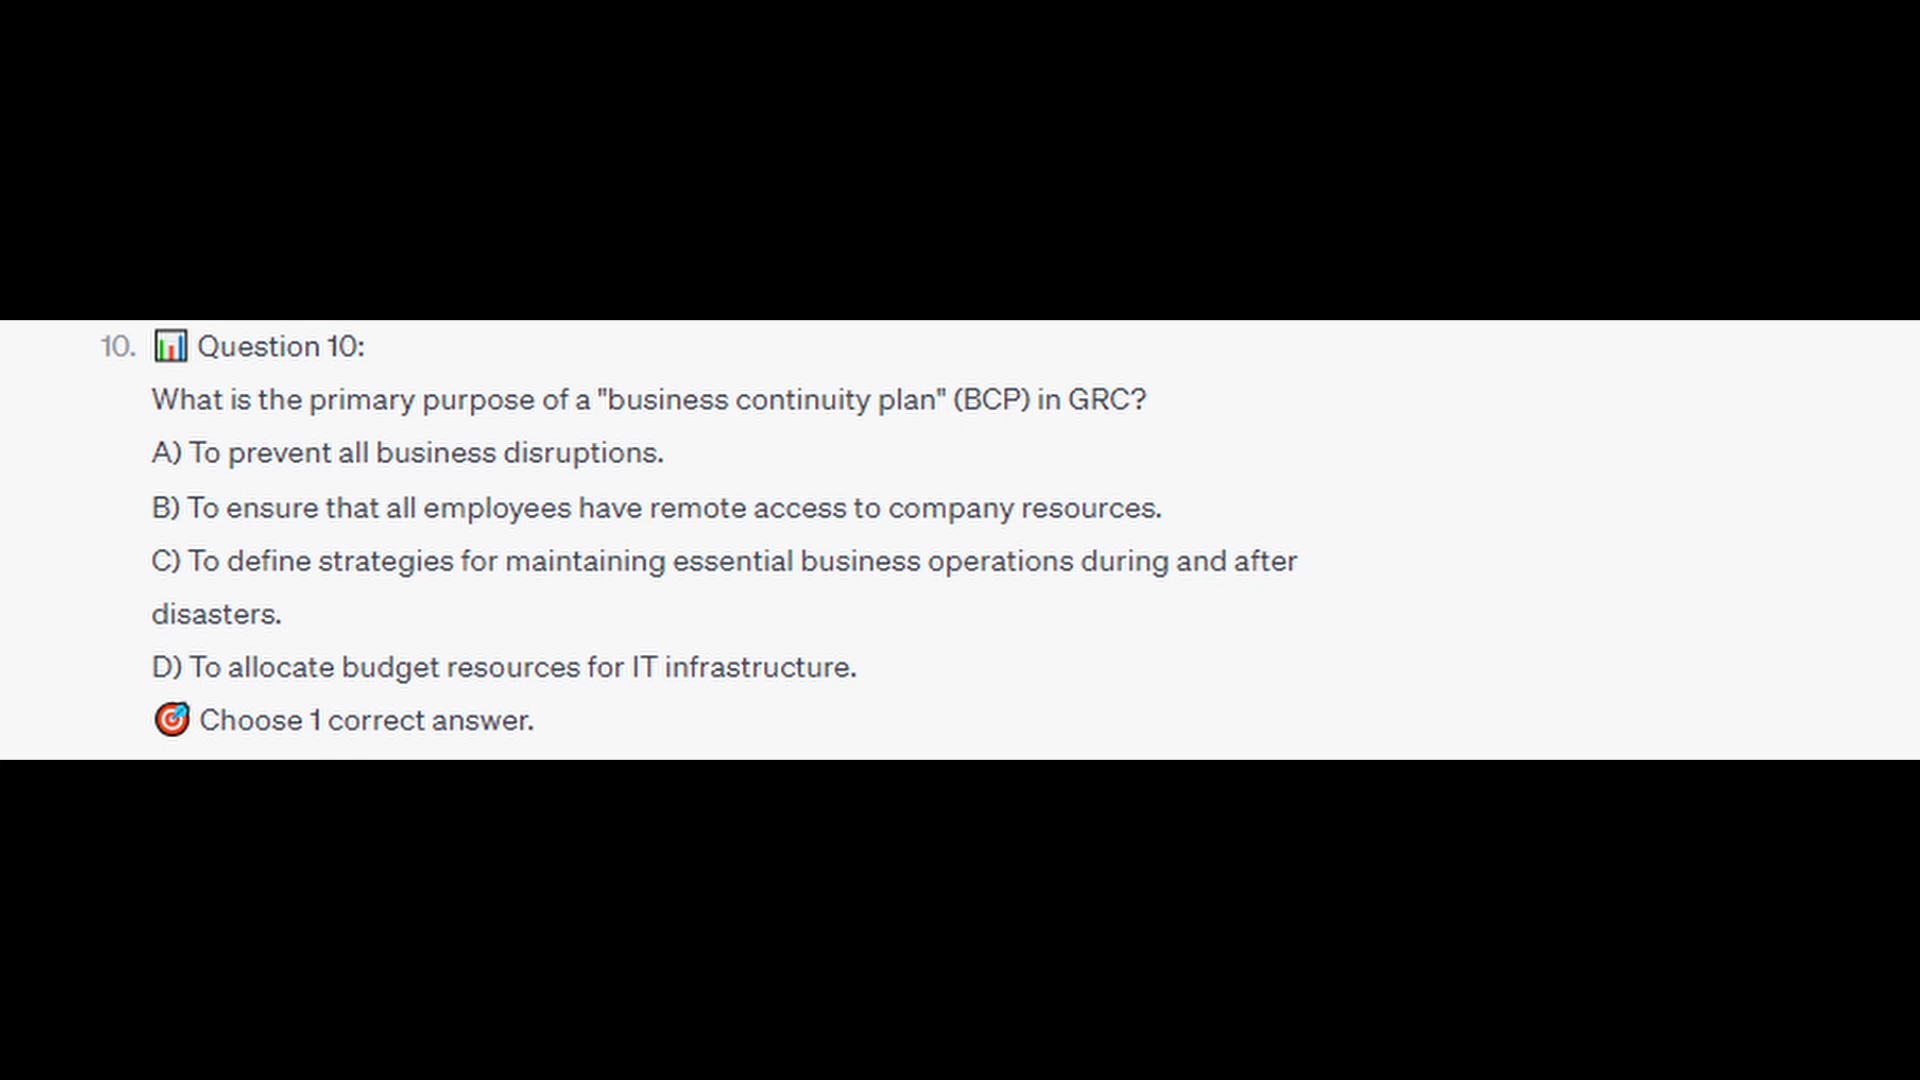 10. 📊 Question 10:
What is the primary purpose of a "business continuity plan" (BCP) in GRC?
A) To prevent all business disruptions.
B) To ensure that all employees have remote access to company resources.
C) To define strategies for maintaining essential business operations during and after
disasters.
D) To allocate budget resources for IT infrastructure.
🎯 Choose 1 correct answer.